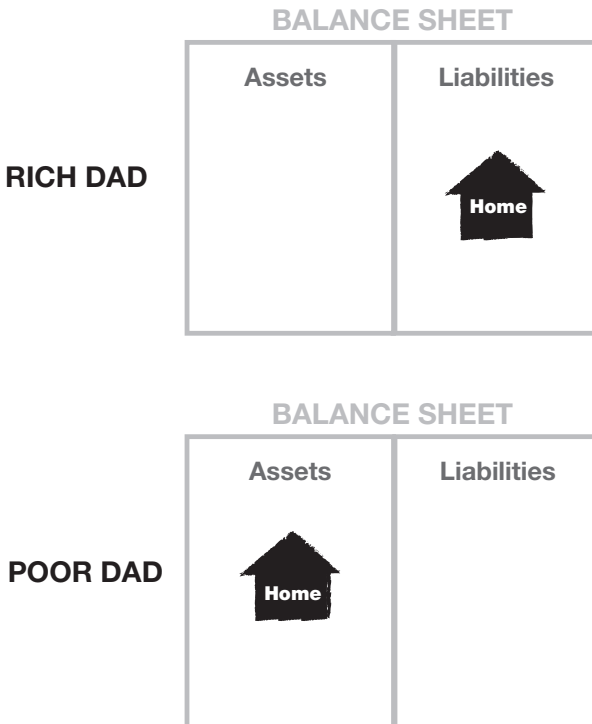 BALANCE SHEET
Assets Liabilities
RICH DAD
Home
BALANCE SHEET
Assets Liabilities
POOR DAD
Home